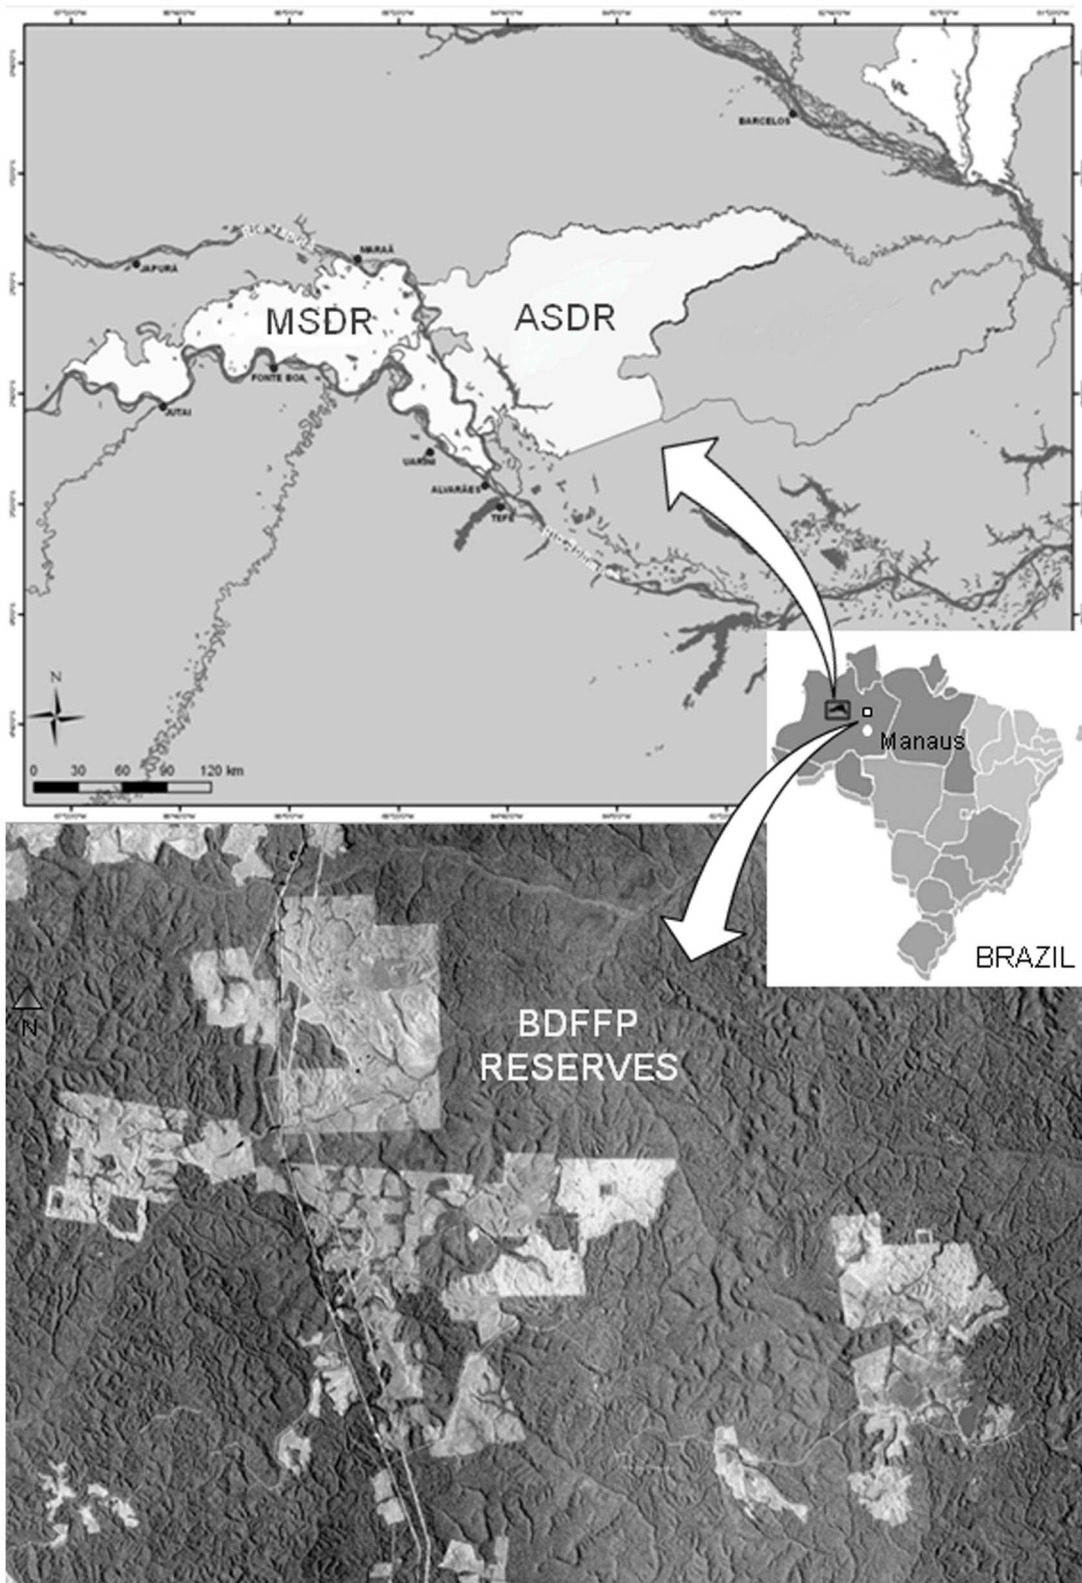 BARCELOS
MARAÃ
JAPURÁ
MSDR
ASDR
FONTE BOA
JUTAI
UARINI
ALVARÃES
TEFÉ
N
0 30 60 90 120 km
Manaus
BRAZIL
N
BDFFP
RESERVES